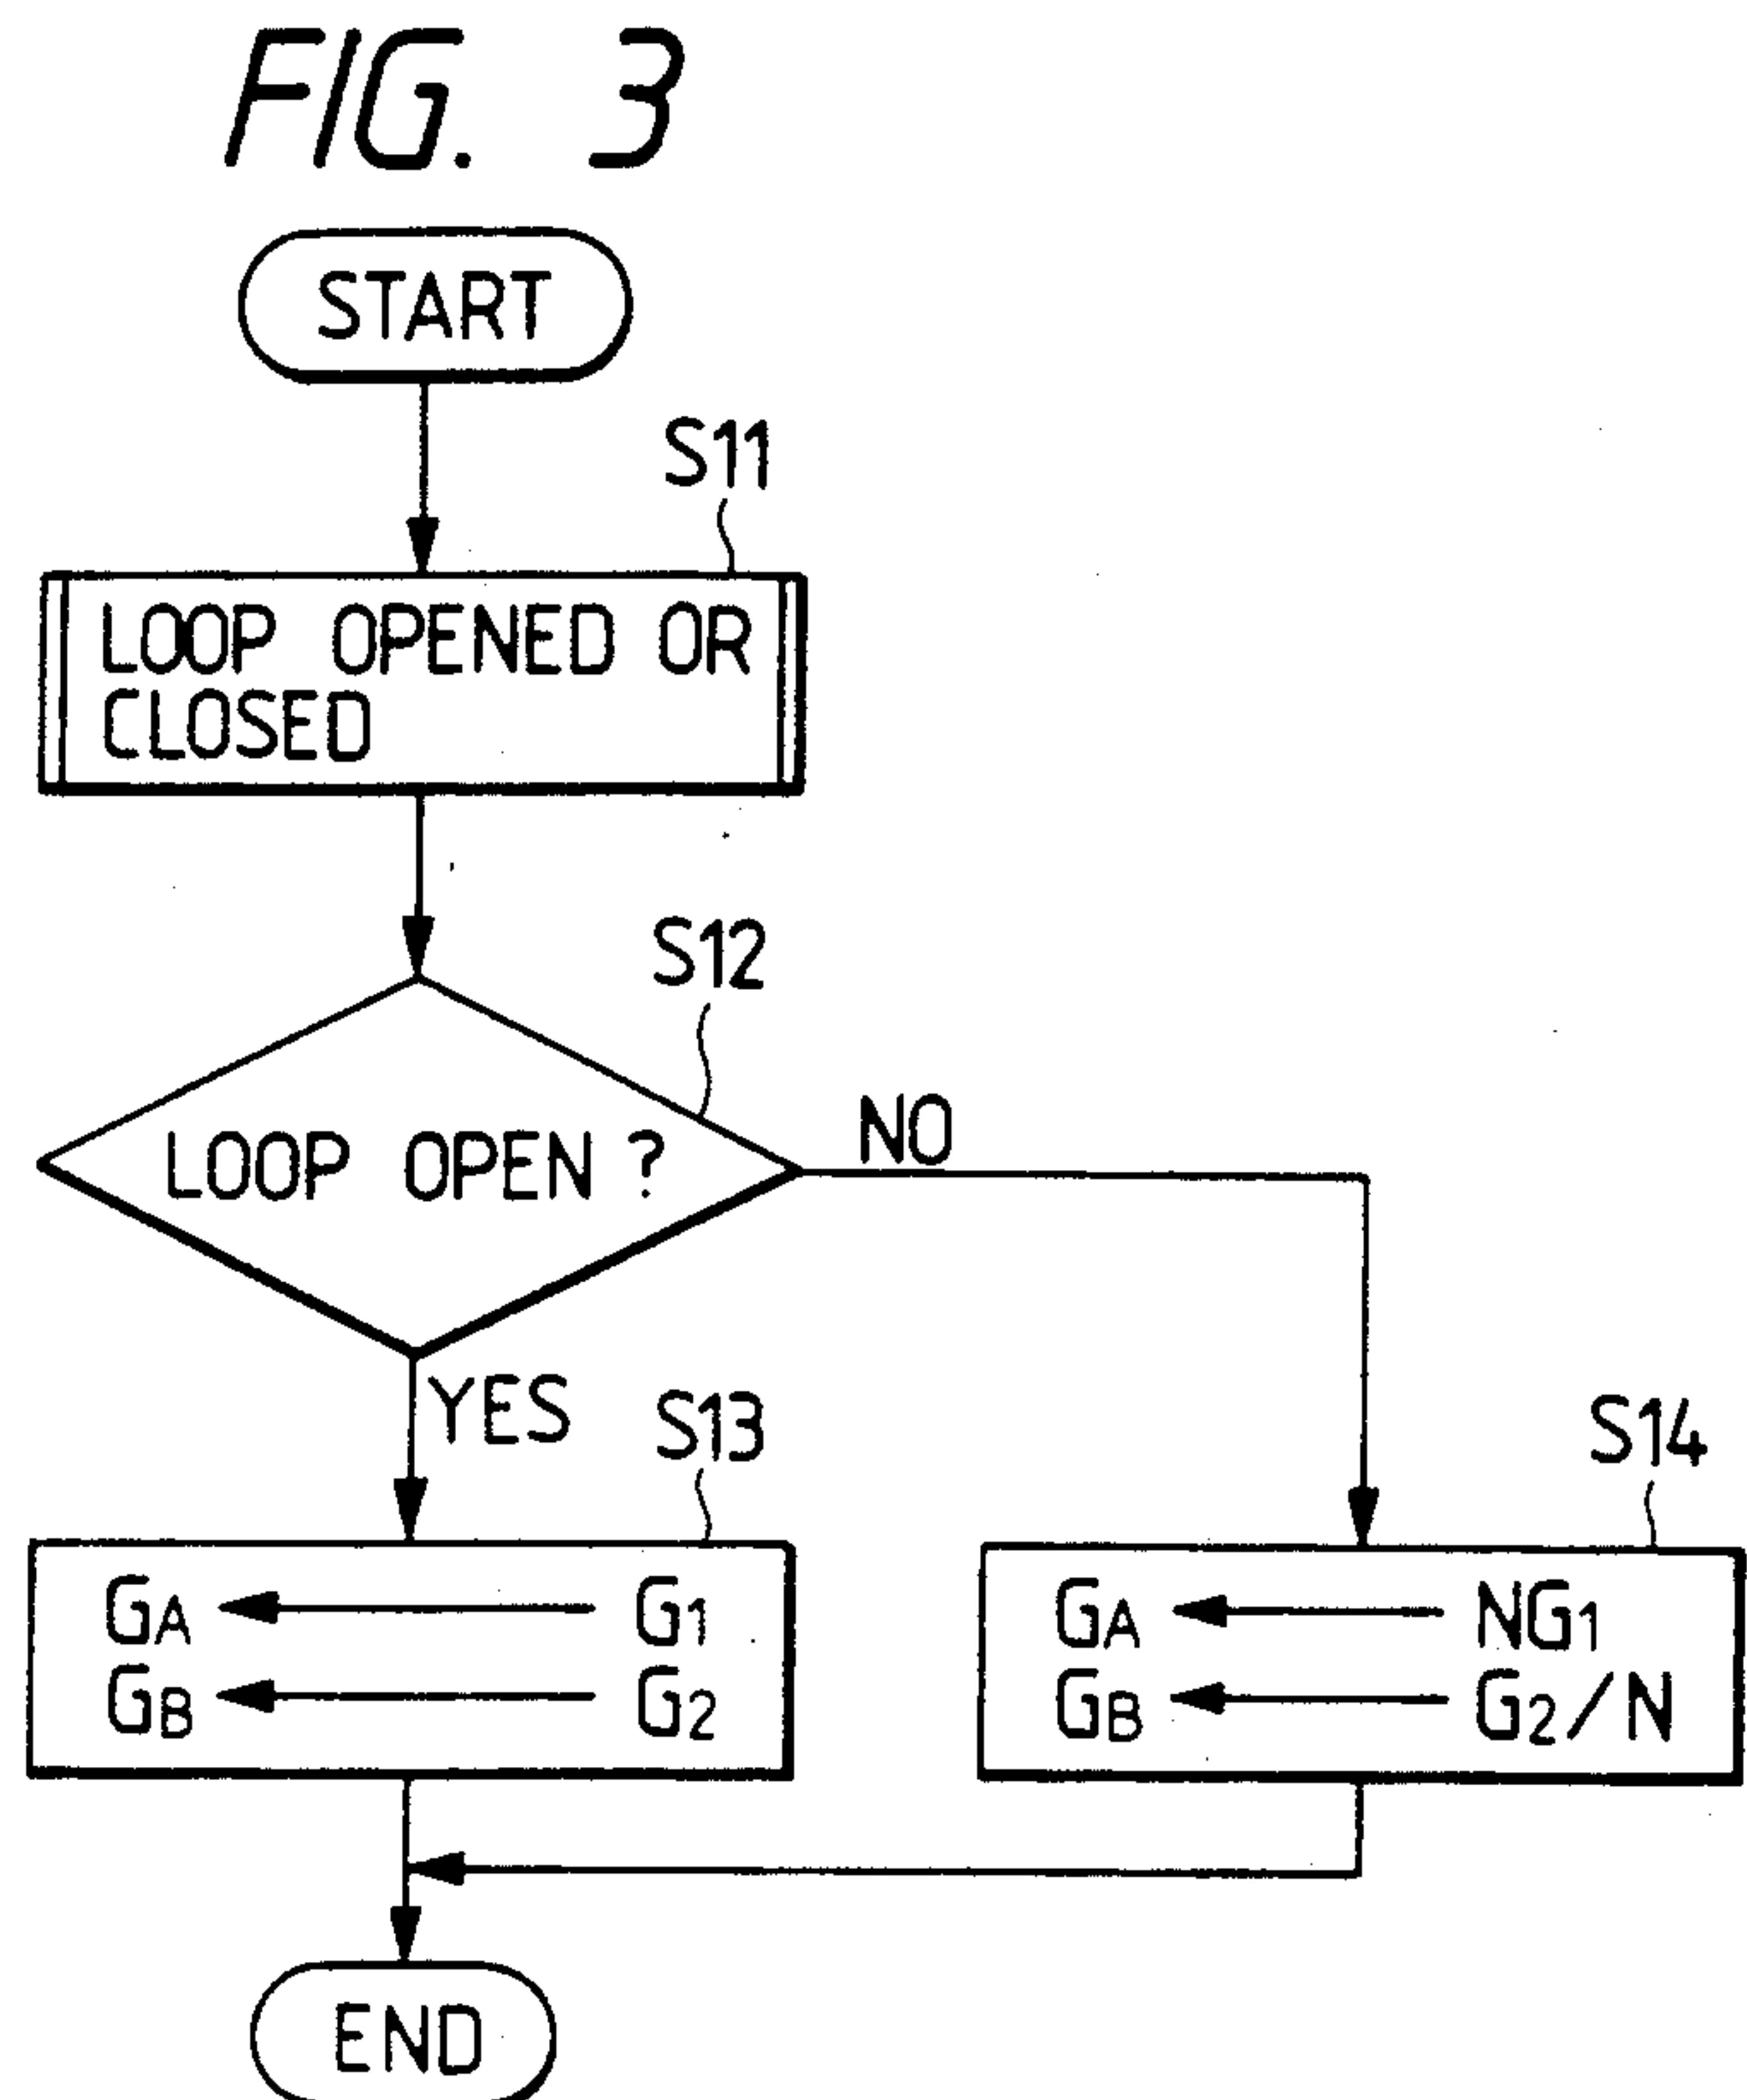 FIG. 3
START
S11
LOOP OPENED OR
CLOSED
S12
LOOP OPEN ?
NO
YES
S13
S14
GA G1
GB G2
GA NG1
GB G2/N
END